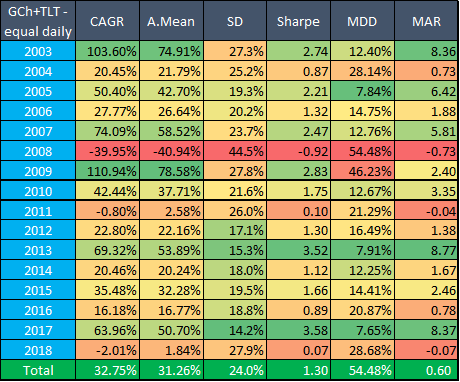 GCh+TLT - equal daily CAGR A.Mean SD Sharpe MDD MAR
2003 103.60% 74.91% 27.3% 2.74 12.40% 8.36
2004 20.45% 21.79% 25.2% 0.87 28.14% 0.73
2005 50.40% 42.70% 19.3% 2.21 7.84% 6.42
2006 27.77% 26.64% 20.2% 1.32 14.75% 1.88
2007 74.09% 58.52% 23.7% 2.47 12.76% 5.81
2008 -39.95% -40.94% 44.5% -0.92 54.48% -0.73
2009 110.94% 78.58% 27.8% 2.83 46.23% 2.40
2010 42.44% 37.71% 21.6% 1.75 12.67% 3.35
2011 -0.80% 2.58% 26.0% 0.10 21.29% -0.04
2012 22.80% 22.16% 17.1% 1.30 16.49% 1.38
2013 69.32% 53.89% 15.3% 3.52 7.91% 8.77
2014 20.46% 20.24% 18.0% 1.12 12.25% 1.67
2015 35.48% 32.28% 19.5% 1.66 14.41% 2.46
2016 16.18% 16.77% 18.8% 0.89 20.87% 0.78
2017 63.96% 50.70% 14.2% 3.58 7.65% 8.37
2018 -2.01% 1.84% 27.9% 0.07 28.68% -0.07
Total 32.75% 31.26% 24.0% 1.30 54.48% 0.60